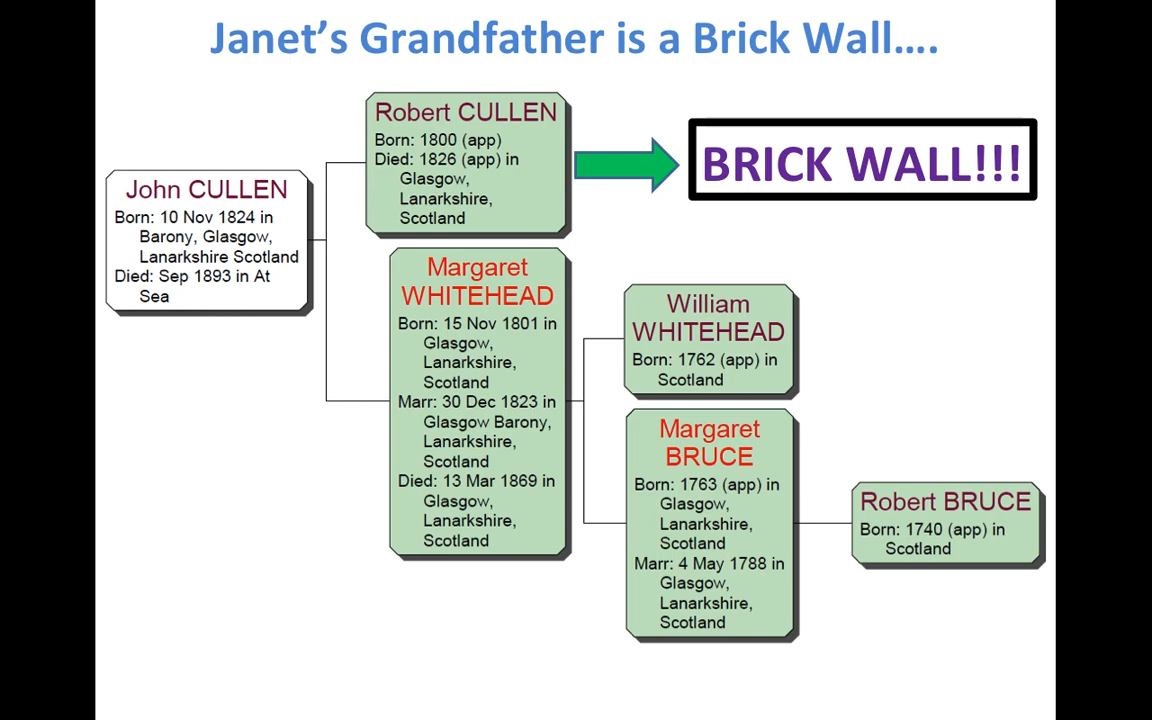 Janet's Grandfather is a Brick Wall....
Robert CULLEN
Born: 1800 (app)
Died: 1826 (app) in
Glasgow,
Lanarkshire,
Scotland
BRICK WALL!!!
John CULLEN
Born: 10 Nov 1824 in
Barony, Glasgow,
Lanarkshire Scotland
Died: Sep 1893 in At
Sea
Margaret
WHITEHEAD
Born: 15 Nov 1801 in
Glasgow,
Lanarkshire,
Scotland
Marr: 30 Dec 1823 in
Glasgow Barony,
Lanarkshire,
Scotland
Died: 13 Mar 1869 in
Glasgow,
Lanarkshire,
Scotland
William
WHITEHEAD
Born: 1762 (app) in
Scotland
Margaret
BRUCE
Born: 1763 (app) in
Glasgow,
Lanarkshire,
Scotland
Marr: 4 May 1788 in
Glasgow,
Lanarkshire,
Scotland
Robert BRUCE
Born: 1740 (app) in
Scotland